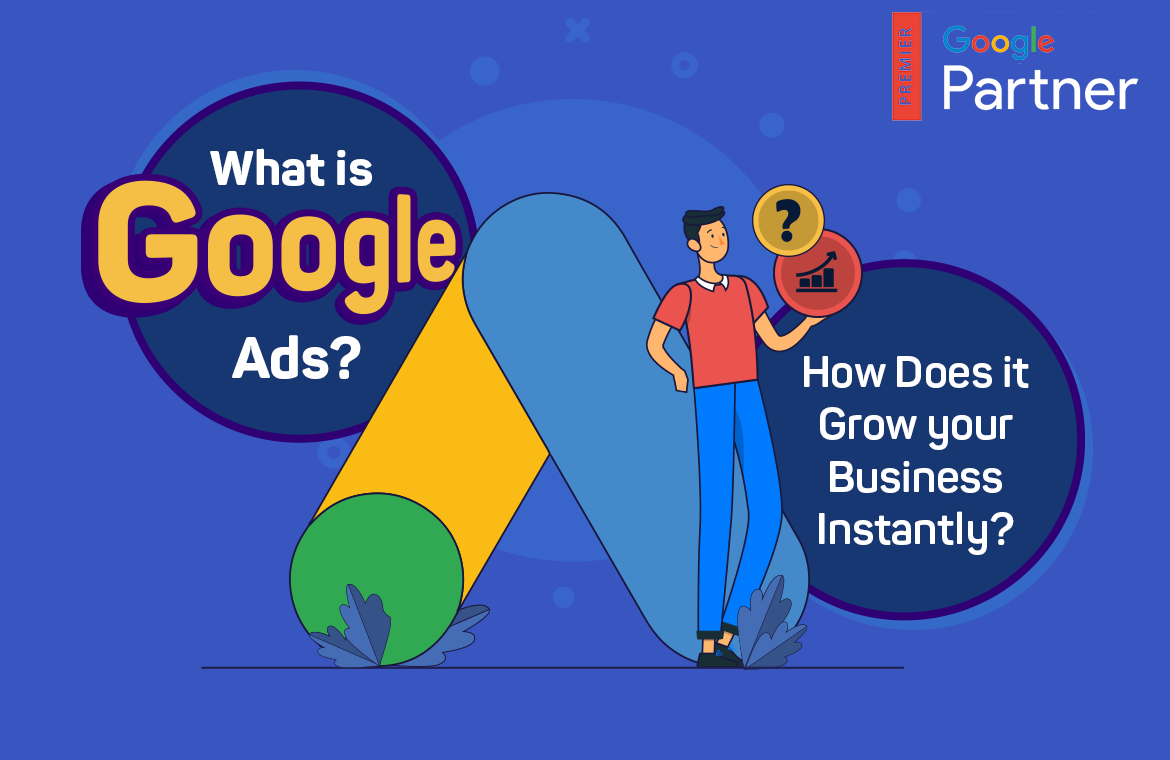 What is
Google
Ads?
PREMIER
Google
Partner
?
How Does it
Grow your
Business
Instantly?